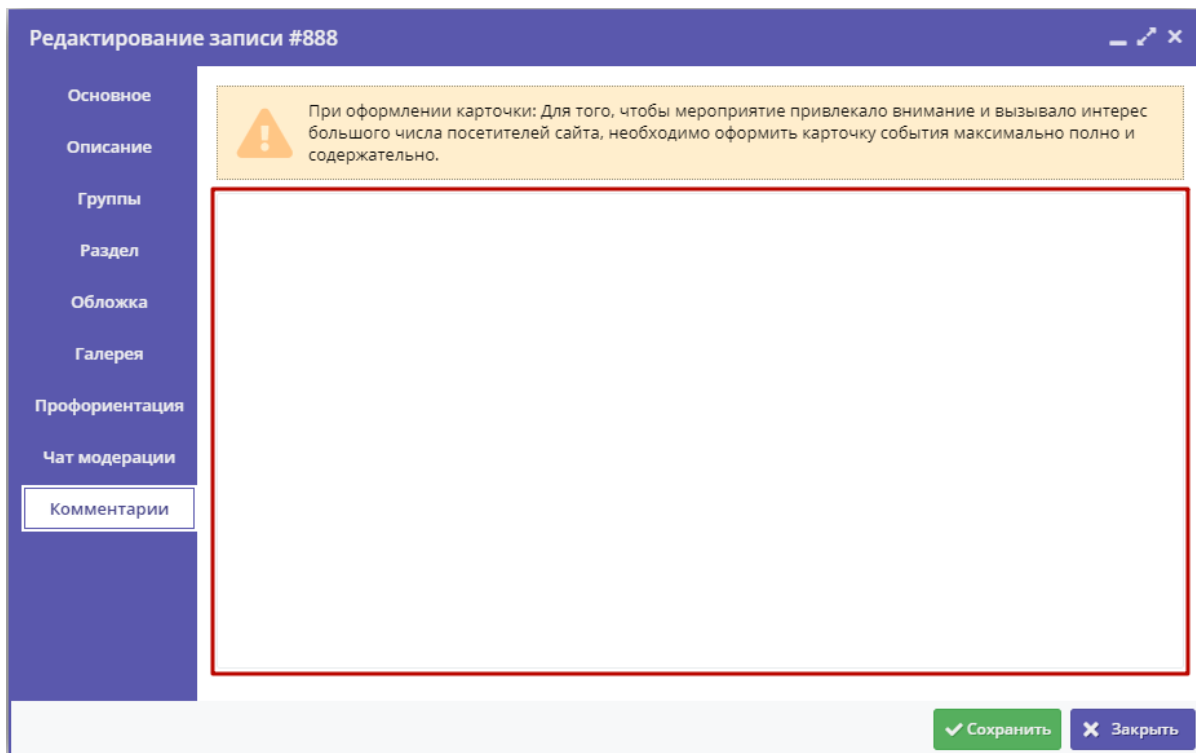 Редактирование записи #888
Основное
Описание
Группы
Раздел
Обложка
Галерея
Профориентация
Чат модерации
Комментарии
При оформлении карточки: Для того, чтобы мероприятие привлекало внимание и вызывало интерес
большого числа посетителей сайта, необходимо оформить карточку события максимально полно и
содержательно.
Сохранить
Закрыть